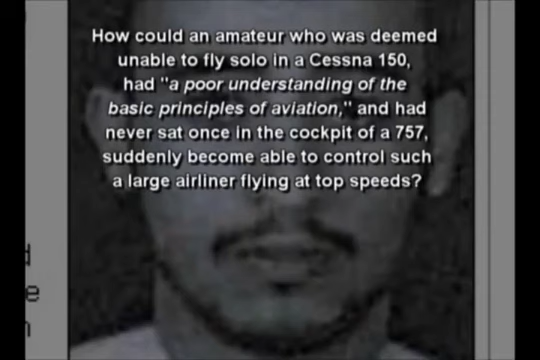 How could an amateur who was deemed
unable to fly solo in a Cessna 150,
had "a poor understanding of the
basic principles of aviation," and had
never sat once in the cockpit of a 757,
suddenly become able to control such
a large airliner flying at top speeds?
d
e
n